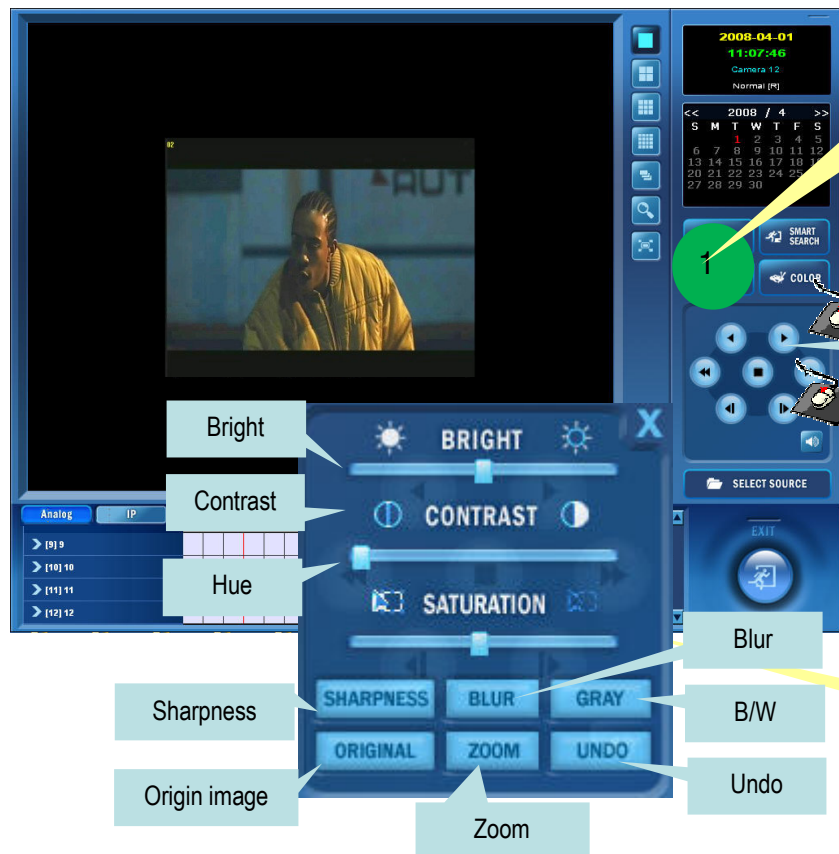 02
AUT
2008-04-01
11:07:46
Camera 12
Normal [R]
<< 2008 / 4 >>
S M T W T F S
1 2 3 4 5
6 7 8 9 10 11 12
13 14 15 16 17 18
20 21 22 23 24 25
27 28 29 30
SMART
SEARCH
1
COLOR
SELECT SOURCE
EXIT
Analog IP
[9] 9
[10] 10
[11] 11
[12] 12
X
Bright
BRIGHT
Contrast
CONTRAST
Hue
SATURATION
Blur
SHARPNESS BLUR GRAY
Sharpness
B/W
ORIGINAL ZOOM UNDO
Origin image
Undo
Zoom